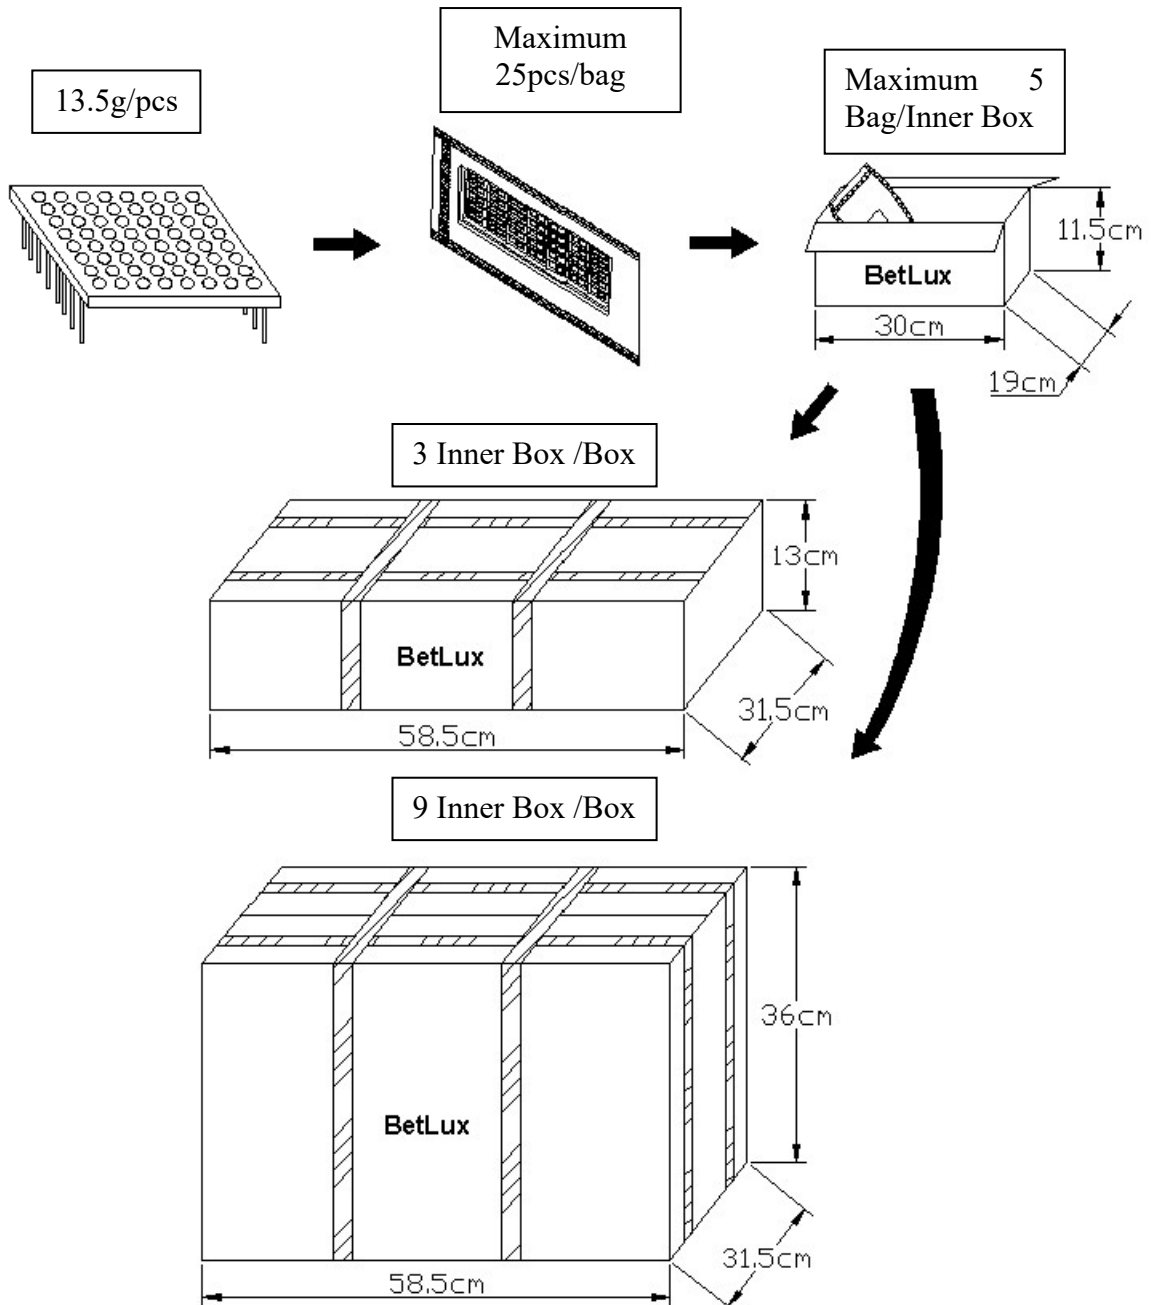 Maximum
25pcs/bag
13.5g/pcs
Maximum 5
Bag/Inner Box
11.5cm
BetLux
30cm
19cm
3 Inner Box /Box
13cm
BetLux
31.5cm
58.5cm
9 Inner Box /Box
36cm
BetLux
31.5cm
58.5cm